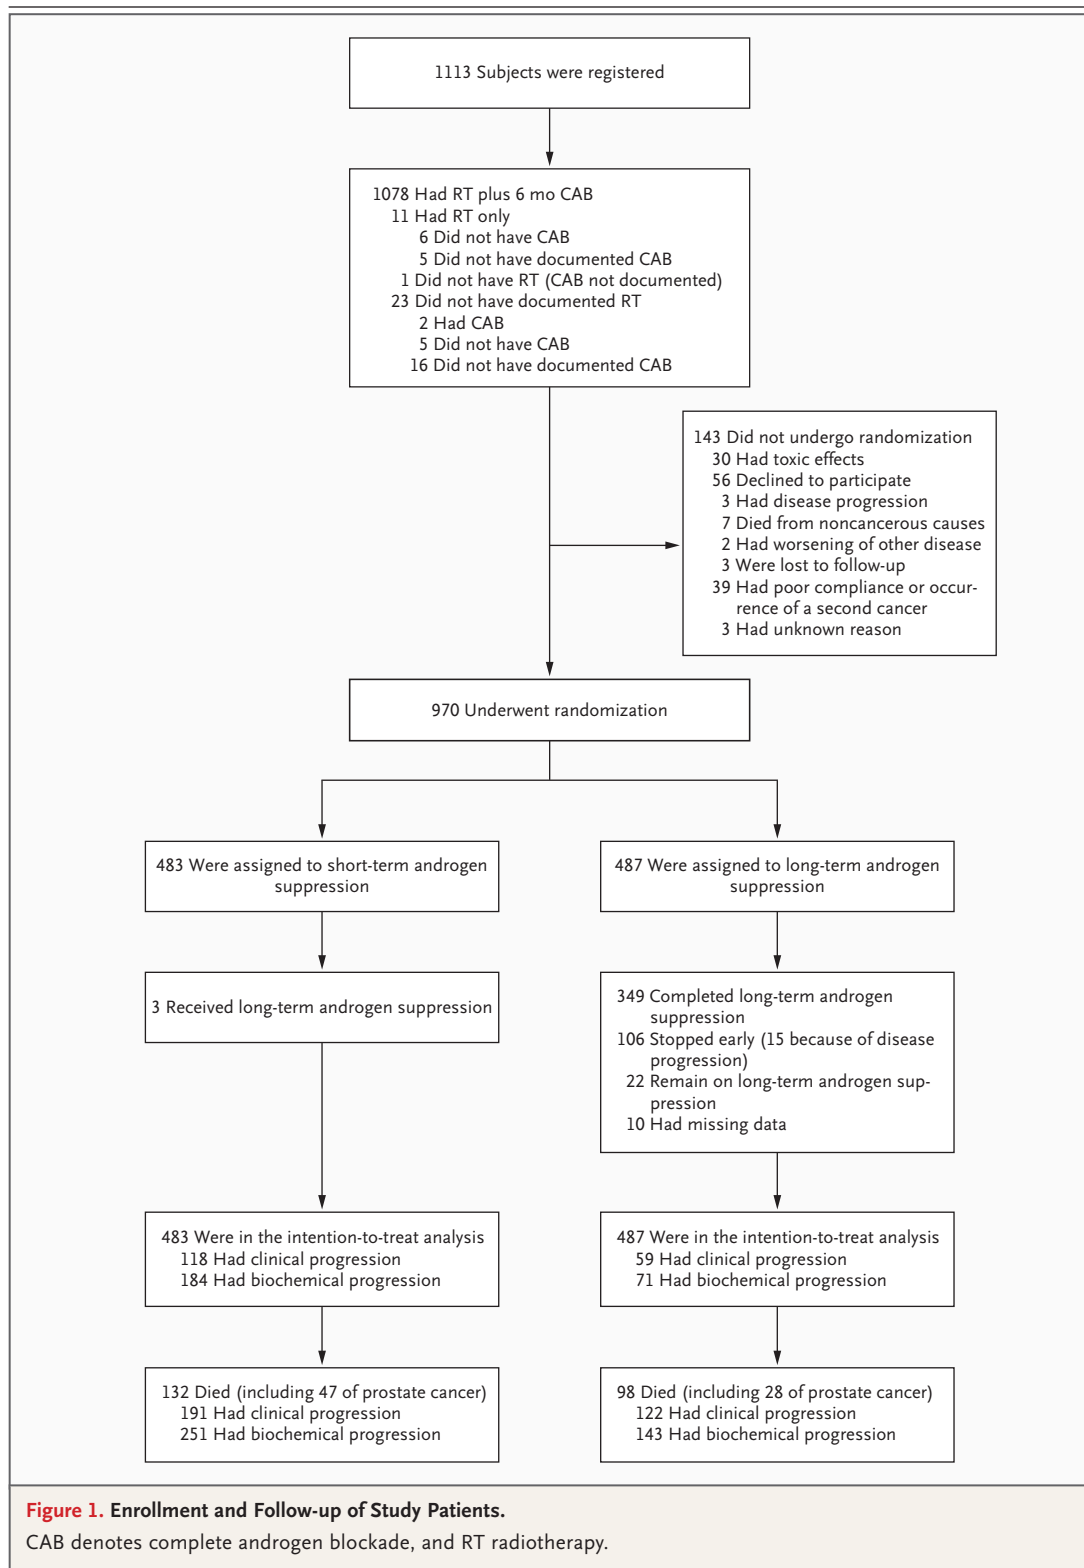 1113 Subjects were registered
1078 Had RT plus 6 mo CAB
11 Had RT only
6 Did not have CAB
5 Did not have documented CAB
1 Did not have RT (CAB not documented)
23 Did not have documented RT
2 Had CAB
5 Did not have CAB
16 Did not have documented CAB
143 Did not undergo randomization
30 Had toxic effects
56 Declined to participate
3 Had disease progression
7 Died from noncancerous causes
2 Had worsening of other disease
3 Were lost to follow-up
39 Had poor compliance or occur-
rence of a second cancer
3 Had unknown reason
970 Underwent randomization
483 Were assigned to short-term androgen
suppression
487 Were assigned to long-term androgen
suppression
3 Received long-term androgen suppression
349 Completed long-term androgen
suppression
106 Stopped early (15 because of disease
progression)
22 Remain on long-term androgen sup-
pression
10 Had missing data
483 Were in the intention-to-treat analysis
118 Had clinical progression
184 Had biochemical progression
487 Were in the intention-to-treat analysis
59 Had clinical progression
71 Had biochemical progression
132 Died (including 47 of prostate cancer)
191 Had clinical progression
251 Had biochemical progression
98 Died (including 28 of prostate cancer)
122 Had clinical progression
143 Had biochemical progression
Figure 1. Enrollment and Follow-up of Study Patients.
CAB denotes complete androgen blockade, and RT radiotherapy.